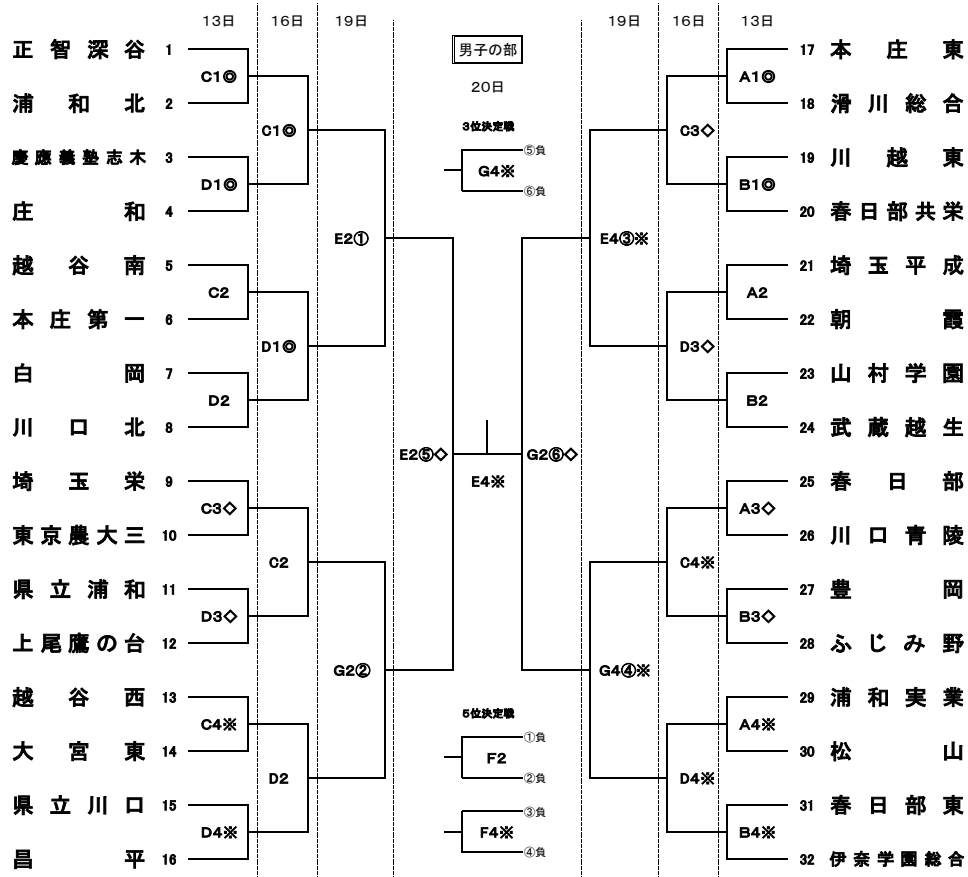 13日 16日 19日 19日 16日 13日
男子の部
20日
正智深谷 1
C1◎
浦和北 2
C1◎
慶應義塾志木 3
D1◎
庄和 4
E2①
越谷南 5
C2
本庄第一 6
D1◎
白岡 7
D2
川口北 8
E2⑤◇
埼玉栄 9
C3◇
東京農大三 10
C2
県立浦和 11
D3◇
上尾鷹の台 12
G2②
越谷西 13
C4※
大宮東 14
D2
県立川口 15
D4※
昌平 16
3位決定戦
⑤負
G4※
⑥負
E4※
5位決定戦
①負
F2
②負
③負
F4※
④負
17 本庄東
A1◎
18 滑川総合
C3◇
19 川越東
B1◎
20 春日部共栄
E4③※
21 埼玉平成
A2
22 朝霞
D3◇
23 山村学園
B2
24 武蔵越生
G2⑥◇
25 春日部
A3◇
26 川口青陵
C4※
27 豊岡
B3◇
28 ふじみ野
G4④※
29 浦和実業
A4※
30 松山
D4※
31 春日部東
B4※
32 伊奈学園総合